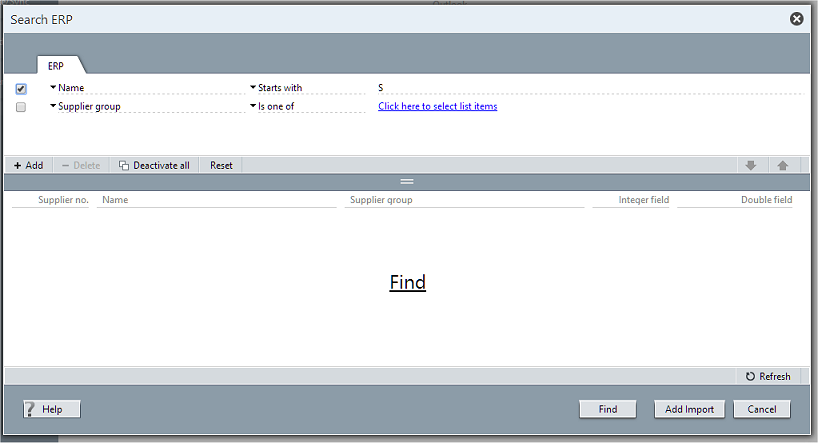 Search ERP
ERP
Name Starts with S
Supplier group Is one of Click here to select list items
+ Add − Delete Deactivate all Reset
Supplier no. Name Supplier group Integer field Double field
Find
Refresh
? Help Find Add Import Cancel